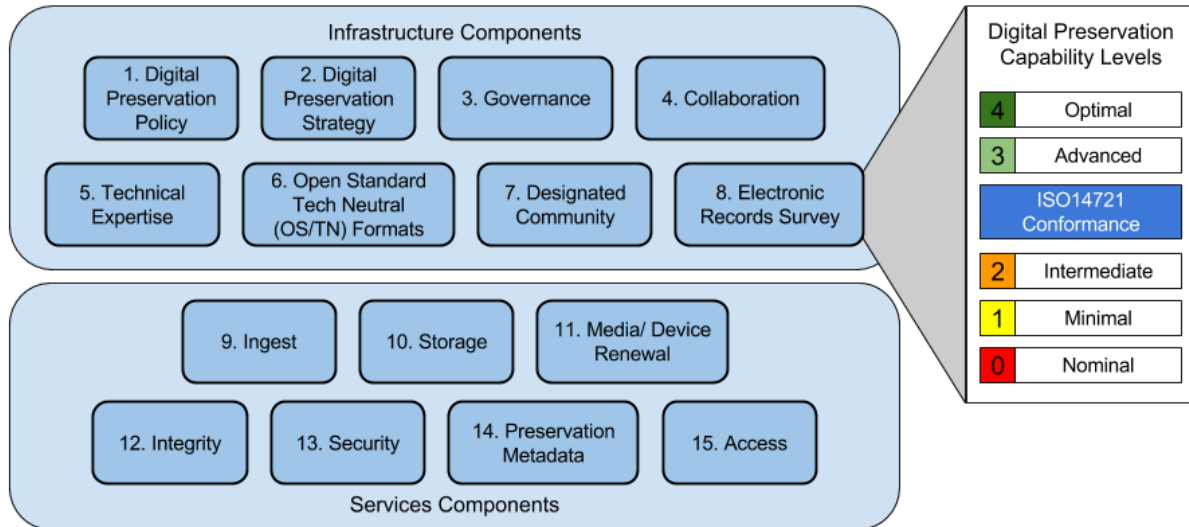 Infrastructure Components
1. Digital
Preservation
Policy
2. Digital
Preservation
Strategy
3. Governance
4. Collaboration
5. Technical
Expertise
6. Open Standard
Tech Neutral
(OS/TN) Formats
7. Designated
Community
8. Electronic
Records Survey
9. Ingest
10. Storage
11. Media/ Device
Renewal
12. Integrity
13. Security
14. Preservation
Metadata
15. Access
Services Components
Digital Preservation
Capability Levels
4 Optimal
3 Advanced
ISO14721
Conformance
2 Intermediate
1 Minimal
0 Nominal